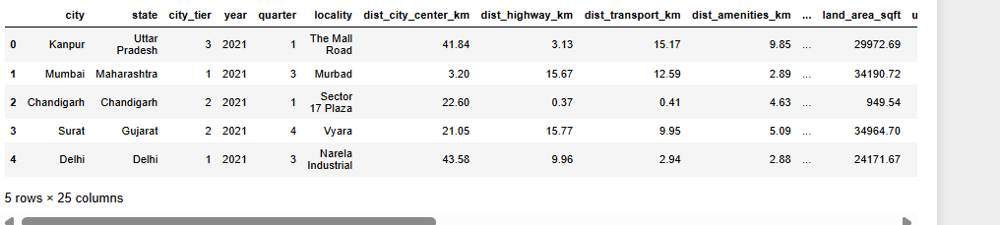 city state city_tier year quarter locality dist_city_center_km dist_highway_km dist_transport_km dist_amenities_km ... land_area_sqft u
0 Kanpur Uttar Pradesh 3 2021 1 The Mall Road 41.84 3.13 15.17 9.85 ... 29972.69
1 Mumbai Maharashtra 1 2021 3 Murbad 3.20 15.67 12.59 2.89 ... 34190.72
2 Chandigarh Chandigarh 2 2021 1 Sector 17 Plaza 22.60 0.37 0.41 4.63 ... 949.54
3 Surat Gujarat 2 2021 4 Vyara 21.05 15.77 9.95 5.09 ... 34964.70
4 Delhi Delhi 1 2021 3 Narela Industrial 43.58 9.96 2.94 2.88 ... 24171.67
5 rows × 25 columns